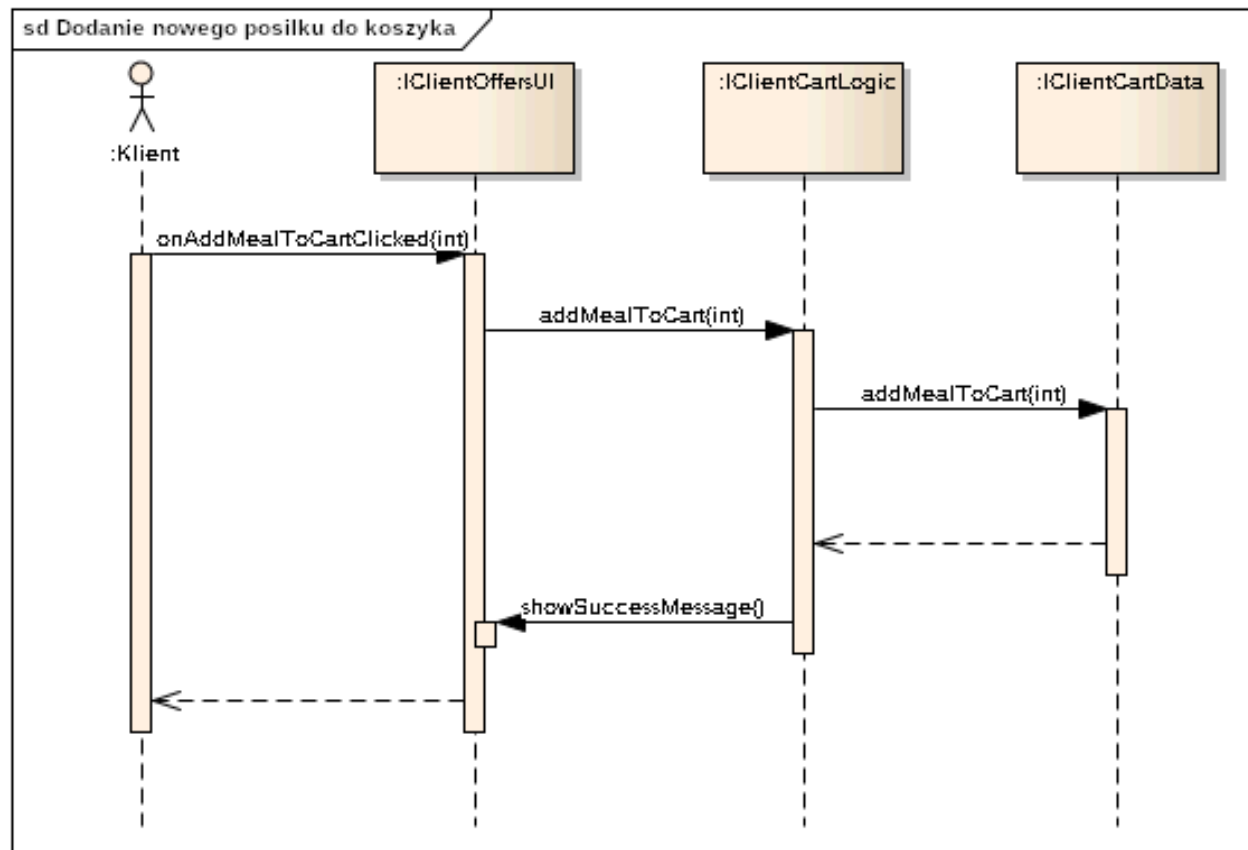 sd Dodanie nowego posilku do koszyka
:Klient
:IClientOffersUI
:IClientCartLogic
:IClientCartData
onAddMealToCartClicked(int)
addMealToCart(int)
addMealToCart(int)
showSuccessMessage()